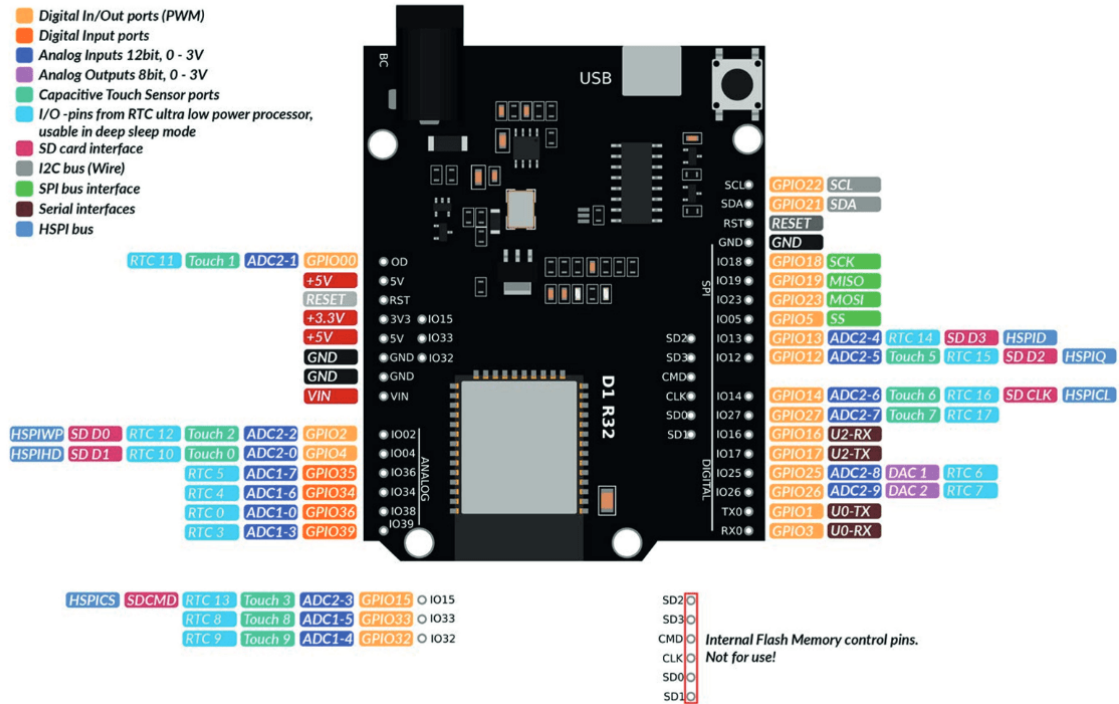 Digital In/Out ports (PWM)
Digital Input ports
Analog Inputs 12bit, 0 - 3V
Analog Outputs 8bit, 0 - 3V
Capacitive Touch Sensor ports
I/O -pins from RTC ultra low power processor,
usable in deep sleep mode
SD card interface
I2C bus (Wire)
SPI bus interface
Serial interfaces
HSPI bus
BC
USB
RTC 11 Touch 1 ADC2-1 GPIO00 OD
+5V 5V
RESET RST
+3.3V 3V3 IO15
+5V 5V IO33
GND GND IO32
GND GND
VIN VIN
HSPIWP SD D0 RTC 12 Touch 2 ADC2-2 GPIO2 IO02
HSPIHD SD D1 RTC 10 Touch 0 ADC2-0 GPIO4 IO04
RTC 5 ADC1-7 GPIO35 IO36
RTC 4 ADC1-6 GPIO34 IO34
RTC 0 ADC1-0 GPIO36 IO38
RTC 3 ADC1-3 GPIO39 IO39
ANALOG
D1 R32
SD2
SD3
CMD
CLK
SD0
SD1
SPI
DIGITAL
SCL GPIO22 SCL
SDA GPIO21 SDA
RST RESET
GND GND
IO18 GPIO18 SCK
IO19 GPIO19 MISO
IO23 GPIO23 MOSI
IO05 GPIO5 SS
IO13 GPIO13 ADC2-4 RTC 14 SD D3 HSPID
IO12 GPIO12 ADC2-5 Touch 5 RTC 15 SD D2 HSPIQ
IO14 GPIO14 ADC2-6 Touch 6 RTC 16 SD CLK HSPICL
IO27 GPIO27 ADC2-7 Touch 7 RTC 17
IO16 GPIO16 U2-RX
IO17 GPIO17 U2-TX
IO25 GPIO25 ADC2-8 DAC 1 RTC 6
IO26 GPIO26 ADC2-9 DAC 2 RTC 7
TX0 GPIO1 U0-TX
RX0 GPIO3 U0-RX
HSPICS SDCMD RTC 13 Touch 3 ADC2-3 GPIO15 IO15
RTC 8 Touch 8 ADC1-5 GPIO33 IO33
RTC 9 Touch 9 ADC1-4 GPIO32 IO32
SD2
SD3
CMD
CLK
SD0
SD1
Internal Flash Memory control pins.
Not for use!